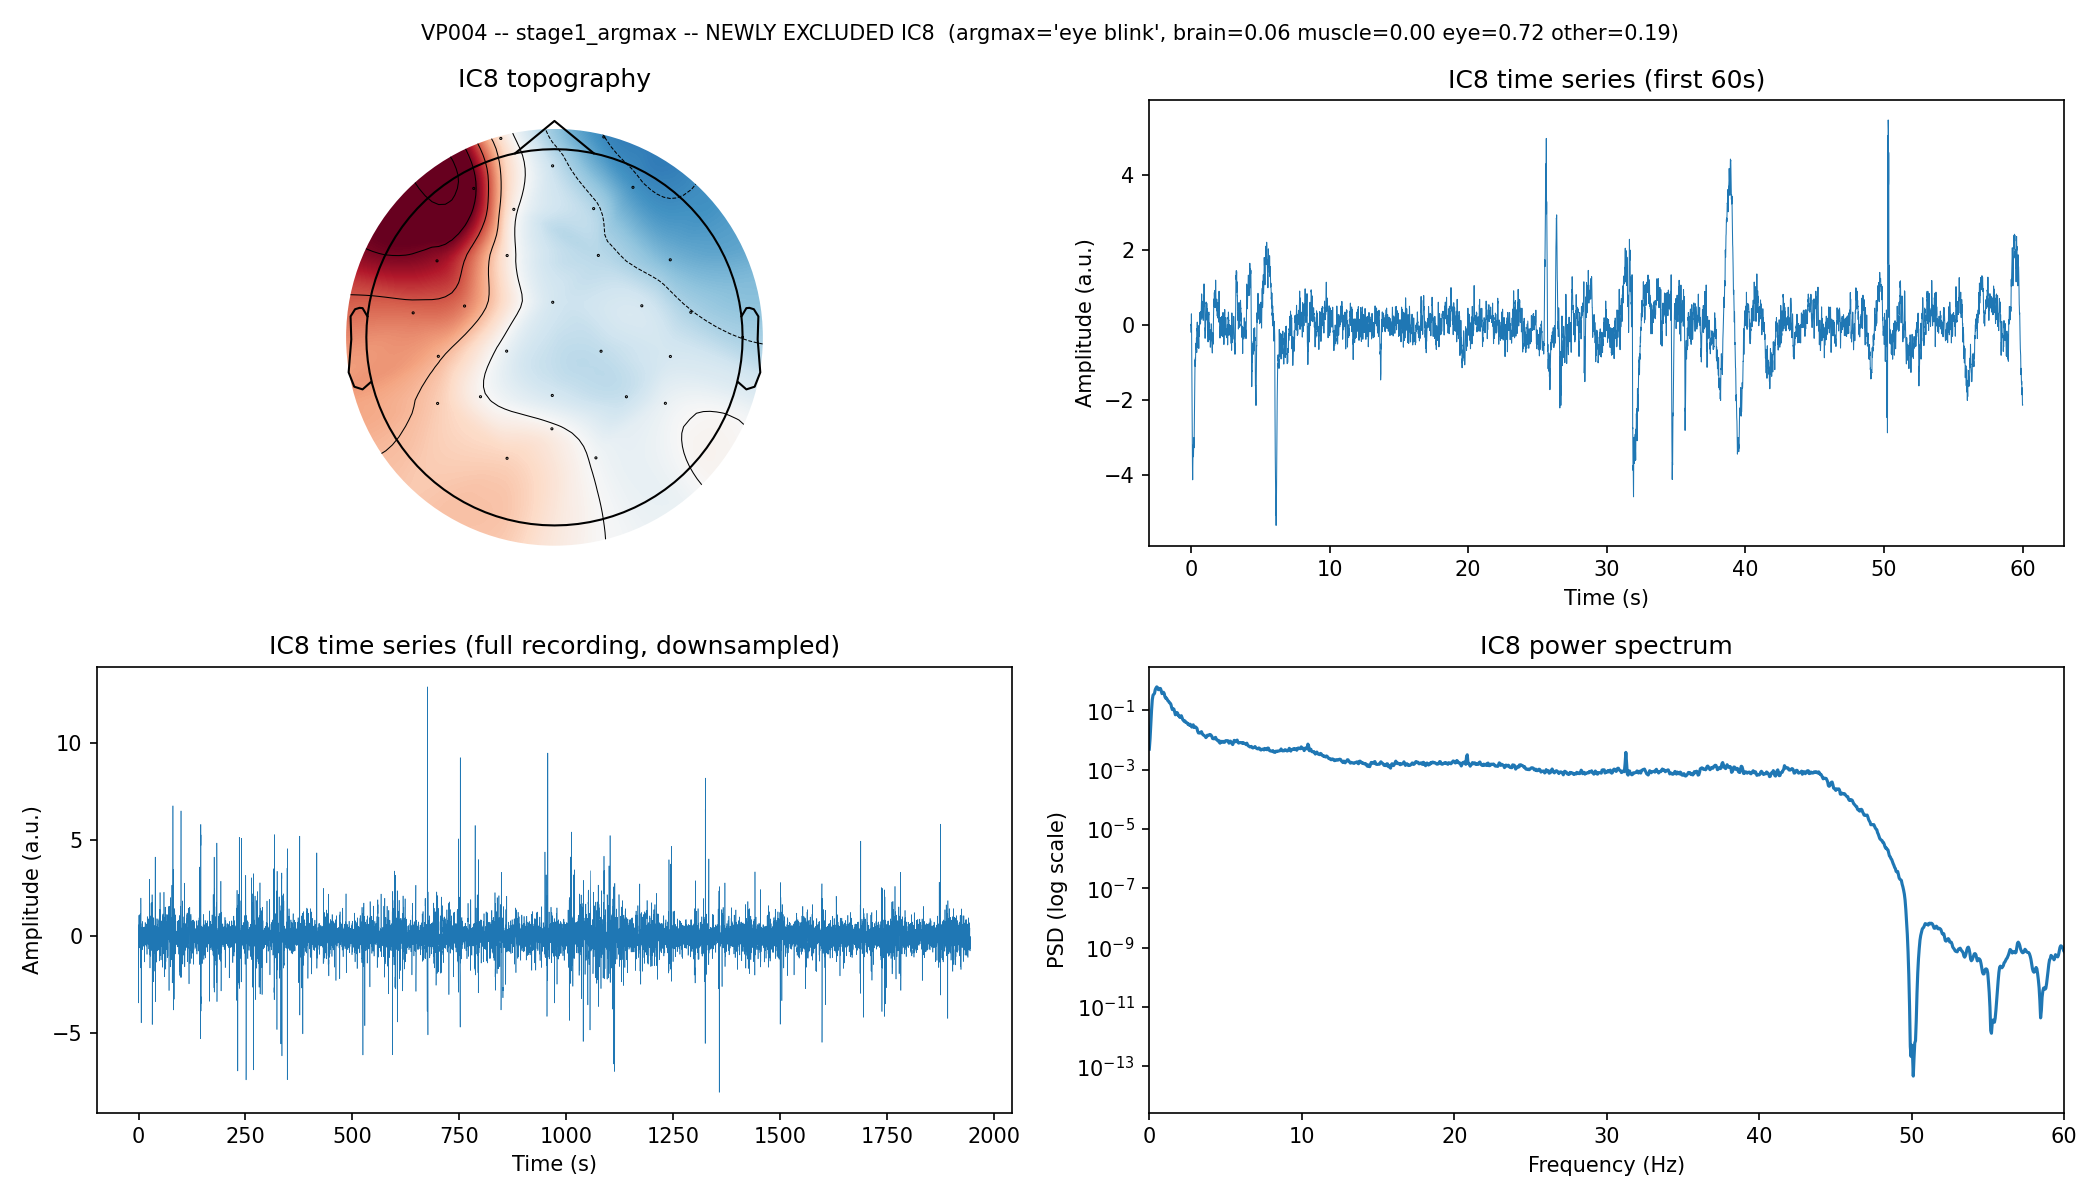 VP004 -- stage1_argmax -- NEWLY EXCLUDED IC8  (argmax='eye blink', brain=0.06 muscle=0.00 eye=0.72 other=0.19)
IC8 topography
IC8 time series (first 60s)
Amplitude (a.u.)
4
2
0
−2
−4
0 10 20 30 40 50 60
Time (s)
IC8 time series (full recording, downsampled)
Amplitude (a.u.)
10
5
0
−5
0 250 500 750 1000 1250 1500 1750 2000
Time (s)
IC8 power spectrum
PSD (log scale)
10⁻¹
10⁻³
10⁻⁵
10⁻⁷
10⁻⁹
10⁻¹¹
10⁻¹³
0 10 20 30 40 50 60
Frequency (Hz)